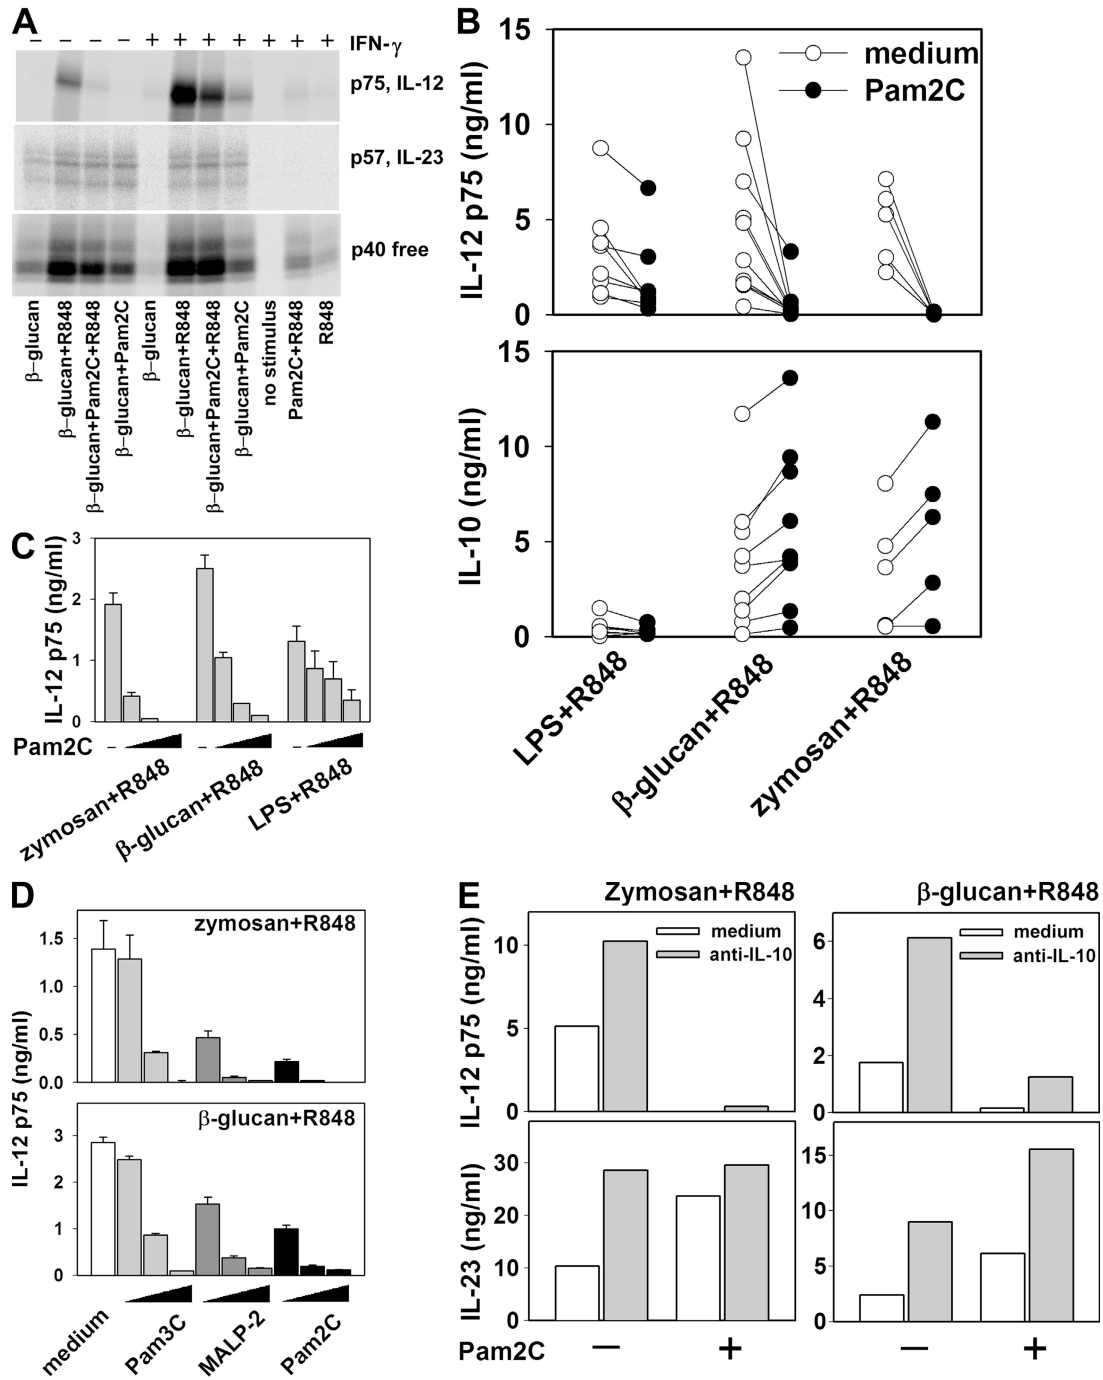 A
− − − − + + + + + + + IFN-γ
p75, IL-12
p57, IL-23
p40 free
β−glucan
β−glucan+R848
β−glucan+Pam2C+R848
β−glucan+Pam2C
β−glucan
β−glucan+R848
β−glucan+Pam2C+R848
β−glucan+Pam2C
no stimulus
Pam2C+R848
R848
B
medium
Pam2C
IL-12 p75 (ng/ml)
15
10
5
0
IL-10 (ng/ml)
15
10
5
0
LPS+R848
β-glucan+R848
zymosan+R848
C
IL-12 p75 (ng/ml)
3
2
1
0
Pam2C − − −
zymosan+R848
β-glucan+R848
LPS+R848
D
IL-12 p75 (ng/ml)
zymosan+R848
1.5
1.0
0.5
0.0
β-glucan+R848
3
2
1
0
medium
Pam3C
MALP-2
Pam2C
E
Zymosan+R848
β-glucan+R848
IL-12 p75 (ng/ml)
medium
anti-IL-10
10
5
0
medium
anti-IL-10
6
4
2
0
IL-23 (ng/ml)
30
20
10
0
15
10
5
0
Pam2C − + − +